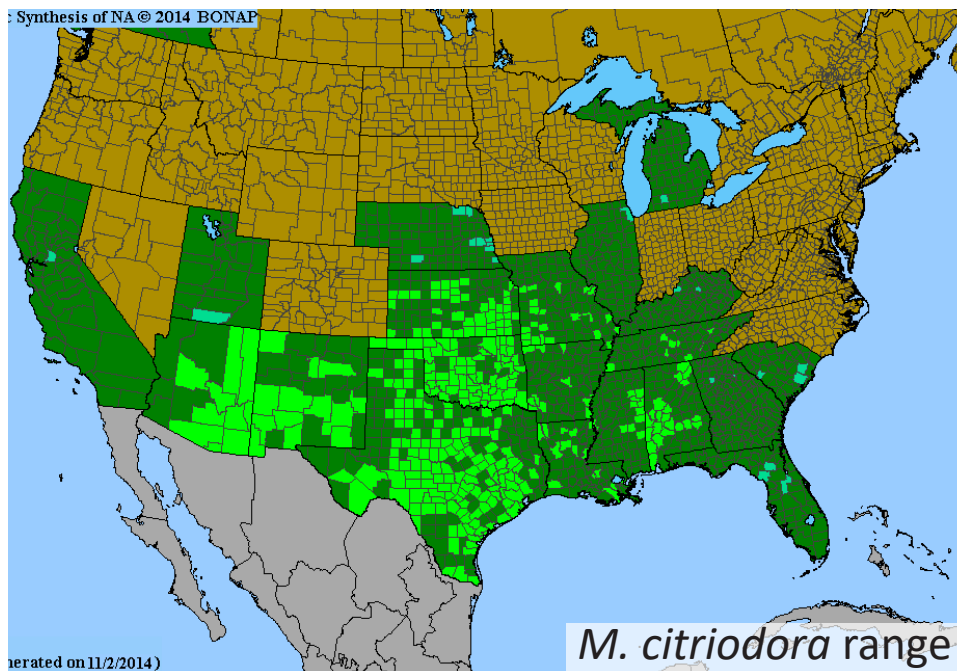 Synthesis of NA © 2014 BONAP
M. citriodora range
nerated on 11/2/2014)